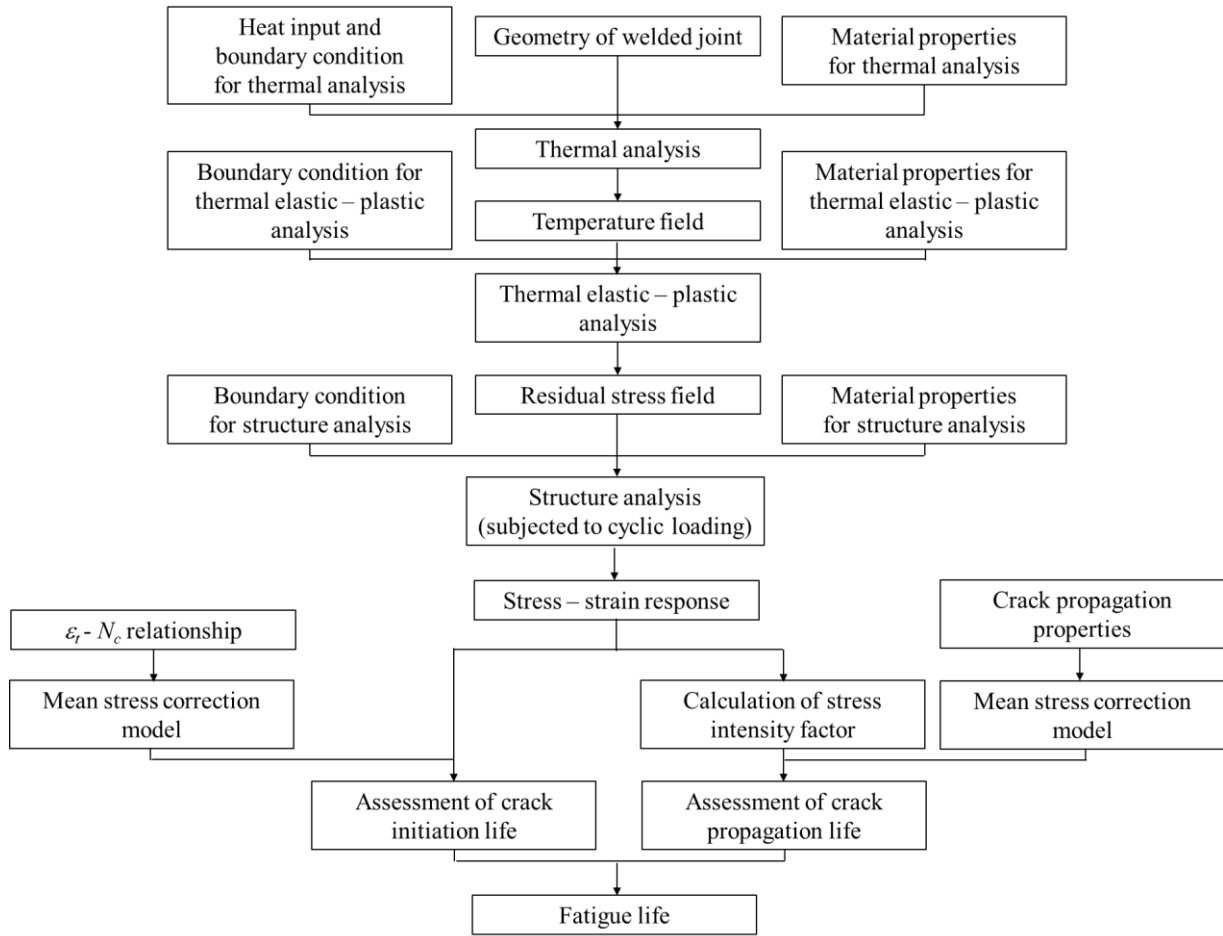 Heat input and
boundary condition
for thermal analysis
Geometry of welded joint
Material properties
for thermal analysis
Thermal analysis
Boundary condition for
thermal elastic – plastic
analysis
Temperature field
Material properties for
thermal elastic – plastic
analysis
Thermal elastic – plastic
analysis
Boundary condition
for structure analysis
Residual stress field
Material properties
for structure analysis
Structure analysis
(subjected to cyclic loading)
Stress – strain response
εt - Nc relationship
Crack propagation
properties
Mean stress correction
model
Calculation of stress
intensity factor
Mean stress correction
model
Assessment of crack
initiation life
Assessment of crack
propagation life
Fatigue life